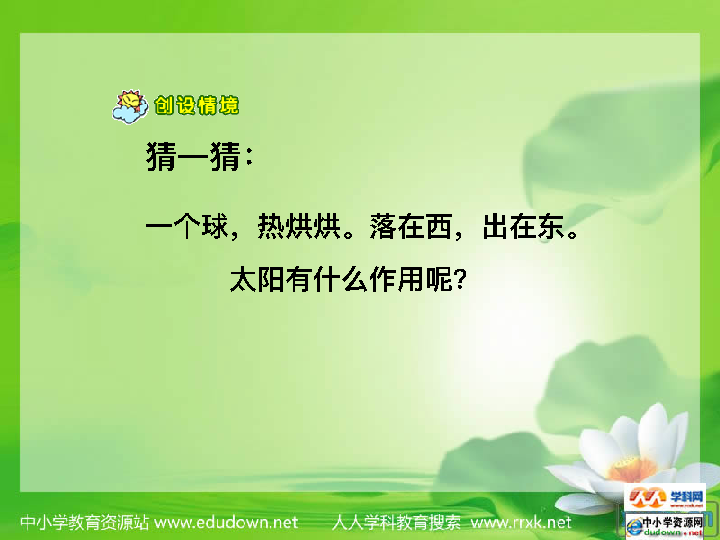 创设情境
猜一猜：
一个球，热烘烘。落在西，出在东。
太阳有什么作用呢？
中小学教育资源站 www.edudown.net 人人学科教育搜索 www.rrxk.net
学科网
www.rrxk.net
中小学资源网
edudown.net